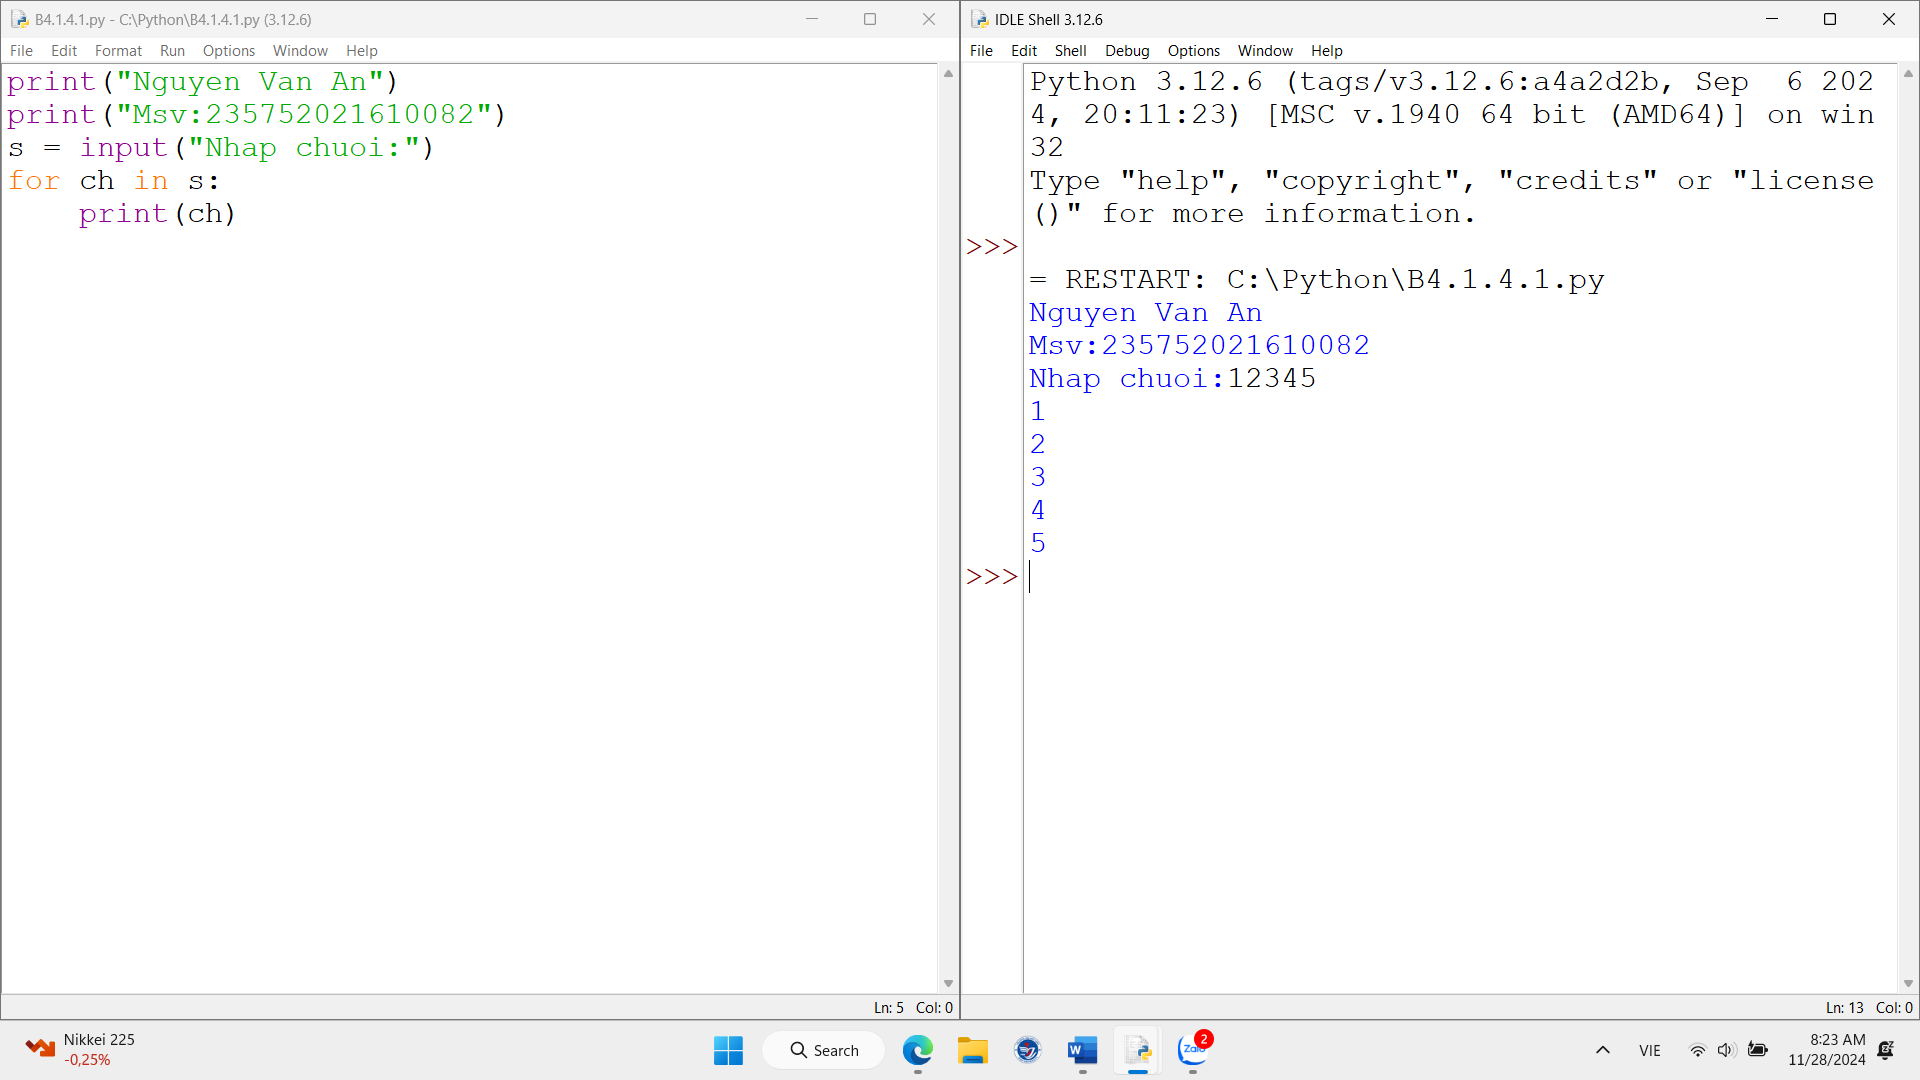 B4.1.4.1.py - C:\Python\B4.1.4.1.py (3.12.6)
File Edit Format Run Options Window Help
print("Nguyen Van An")
print("Msv:235752021610082")
s = input("Nhap chuoi:")
for ch in s:
    print(ch)
Ln: 5 Col: 0
IDLE Shell 3.12.6
File Edit Shell Debug Options Window Help
Python 3.12.6 (tags/v3.12.6:a4a2d2b, Sep  6 202
4, 20:11:23) [MSC v.1940 64 bit (AMD64)] on win
32
Type "help", "copyright", "credits" or "license
()" for more information.
>>>
= RESTART: C:\Python\B4.1.4.1.py
Nguyen Van An
Msv:235752021610082
Nhap chuoi:12345
1
2
3
4
5
>>>
Ln: 13 Col: 0
Nikkei 225
-0,25%
Search
W
Zalo
2
VIE
8:23 AM
11/28/2024